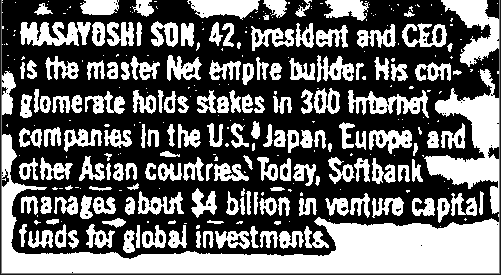 MASAYOSHI SON, 42, president and CEO,
is the master Net empire builder. His con-
glomerate holds stakes in 300 Internet
companies in the U.S., Japan, Europe, and
other Asian countries. Today, Softbank
manages about $4 billion in venture capital
funds for global investments.